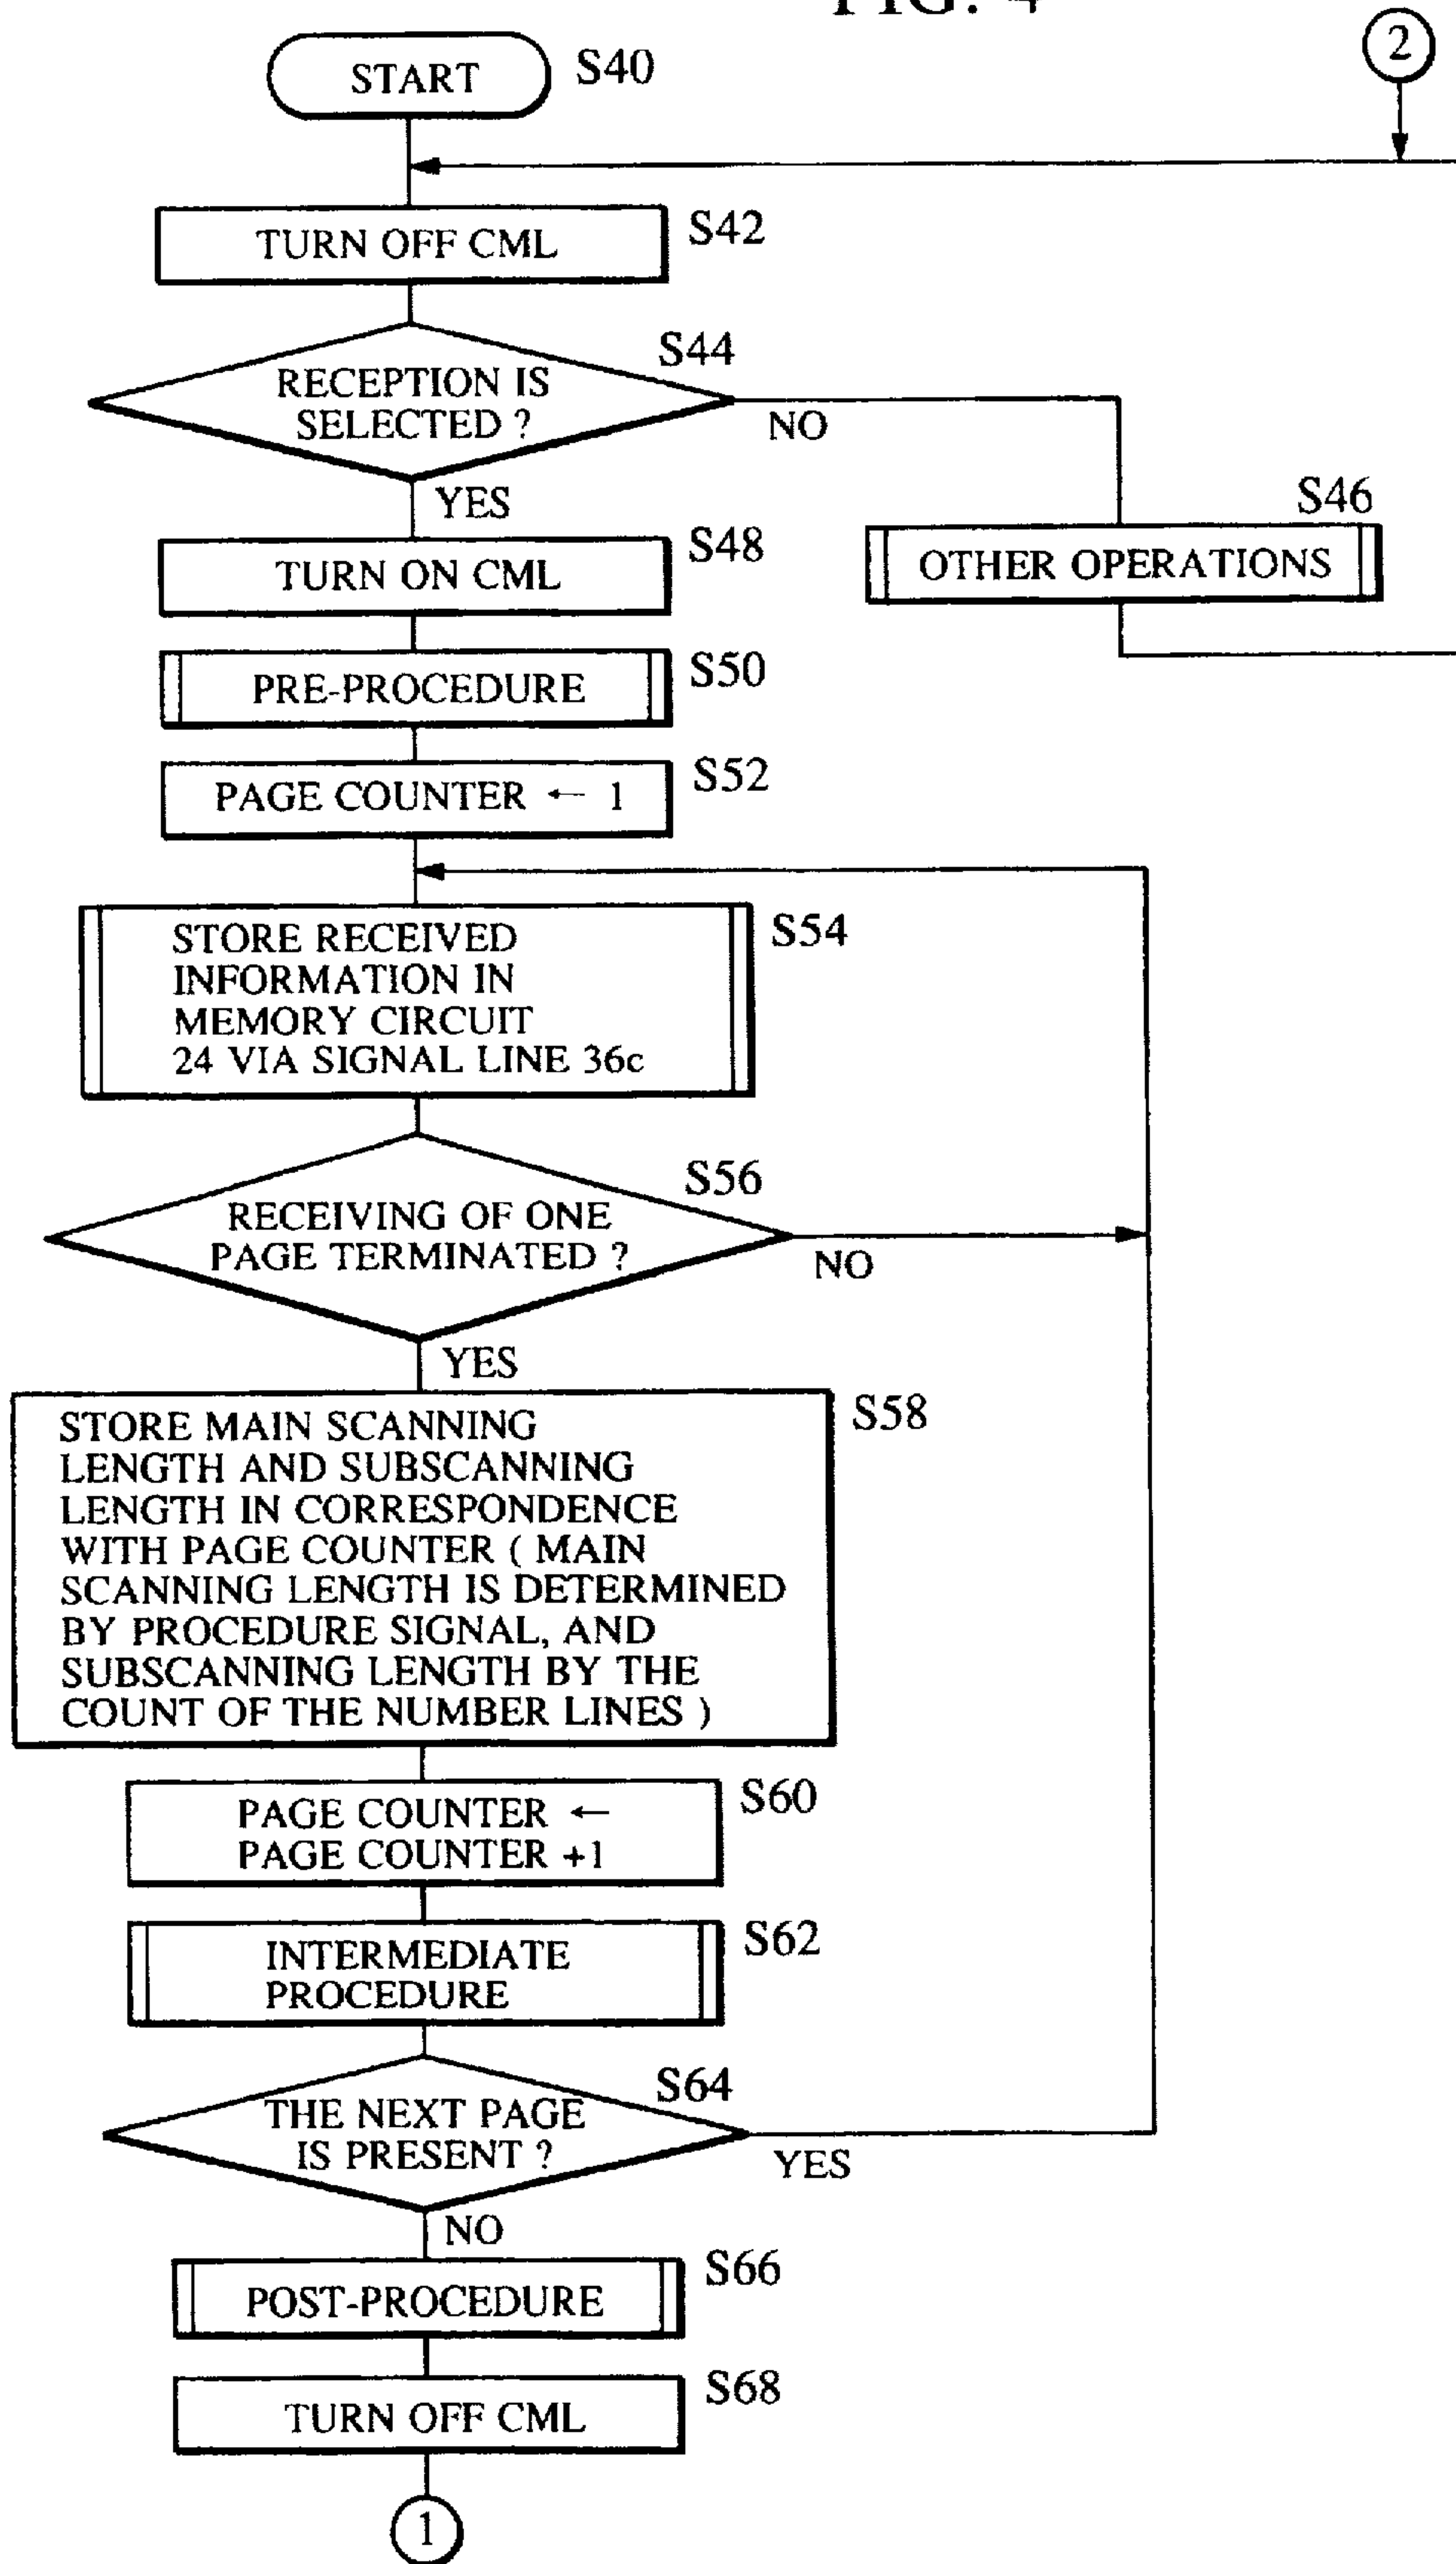 FIG. 4
2
START
S40
TURN OFF CML
S42
S44
RECEPTION IS
SELECTED ?
NO
YES
S46
OTHER OPERATIONS
TURN ON CML
S48
PRE-PROCEDURE
S50
PAGE COUNTER ← 1
S52
STORE RECEIVED
INFORMATION IN
MEMORY CIRCUIT
24 VIA SIGNAL LINE 36c
S54
S56
RECEIVING OF ONE
PAGE TERMINATED ?
NO
YES
STORE MAIN SCANNING
LENGTH AND SUBSCANNING
LENGTH IN CORRESPONDENCE
WITH PAGE COUNTER ( MAIN
SCANNING LENGTH IS DETERMINED
BY PROCEDURE SIGNAL, AND
SUBSCANNING LENGTH BY THE
COUNT OF THE NUMBER LINES )
S58
PAGE COUNTER ←
PAGE COUNTER +1
S60
INTERMEDIATE
PROCEDURE
S62
S64
THE NEXT PAGE
IS PRESENT ?
YES
NO
POST-PROCEDURE
S66
TURN OFF CML
S68
1